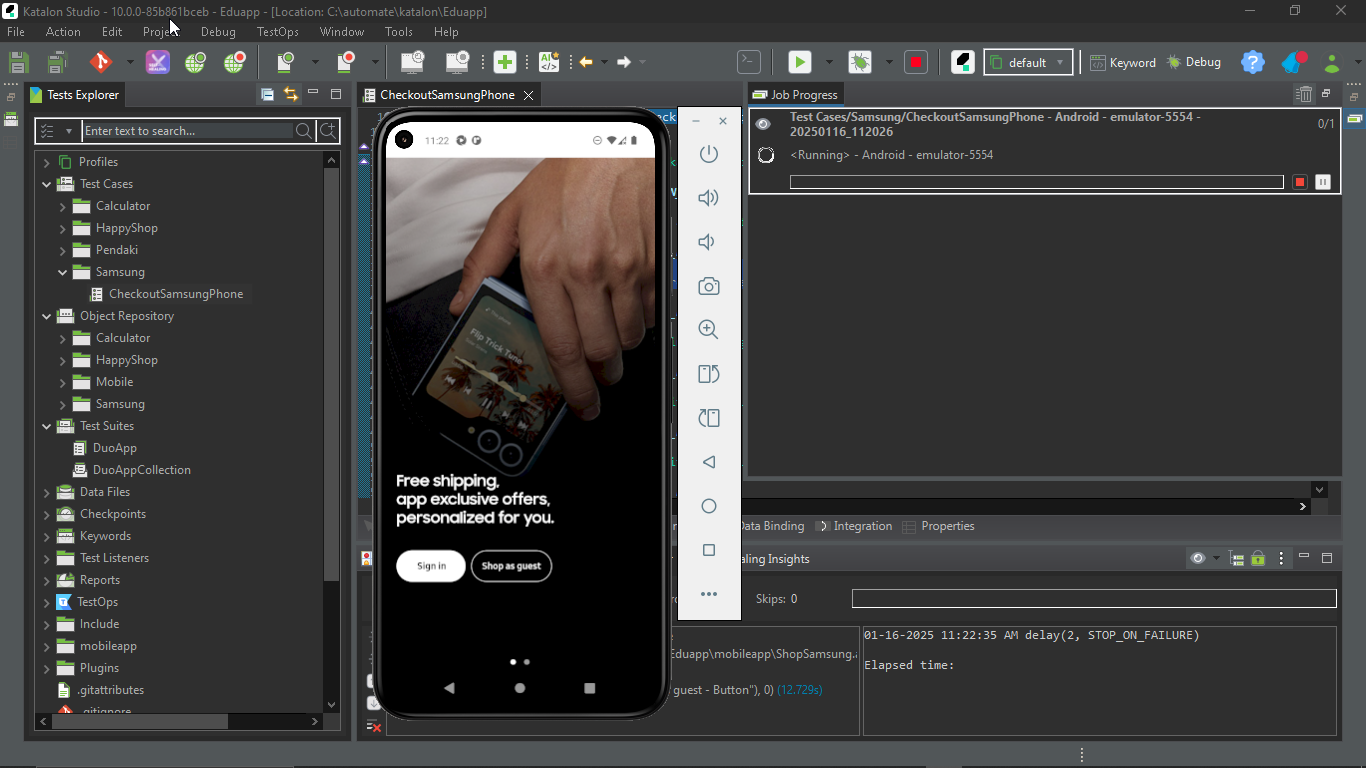 Katalon Studio - 10.0.0-85b861bceb - Eduapp - [Location: C:\automate\katalon\Eduapp]
File Action Edit Project Debug TestOps Window Tools Help
default Keyword Debug
Tests Explorer
CheckoutSamsungPhone
Job Progress
Enter text to search...
Profiles
Test Cases
Calculator
HappyShop
Pendaki
Samsung
CheckoutSamsungPhone
Object Repository
Calculator
HappyShop
Mobile
Samsung
Test Suites
DuoApp
DuoAppCollection
Data Files
Checkpoints
Keywords
Test Listeners
Reports
TestOps
Include
mobileapp
Plugins
.gitattributes
.gitignore
11:22
Flip Trick Tune
Free shipping,
app exclusive offers,
personalized for you.
Sign in Shop as guest
Test Cases/Samsung/CheckoutSamsungPhone - Android - emulator-5554 -
20250116_112026
0/1
<Running> - Android - emulator-5554
Data Binding Integration Properties
aling Insights
Skips: 0
Eduapp\mobileapp\ShopSamsung.
guest - Button"), 0) (12.729s)
01-16-2025 11:22:35 AM delay(2, STOP_ON_FAILURE)
Elapsed time: